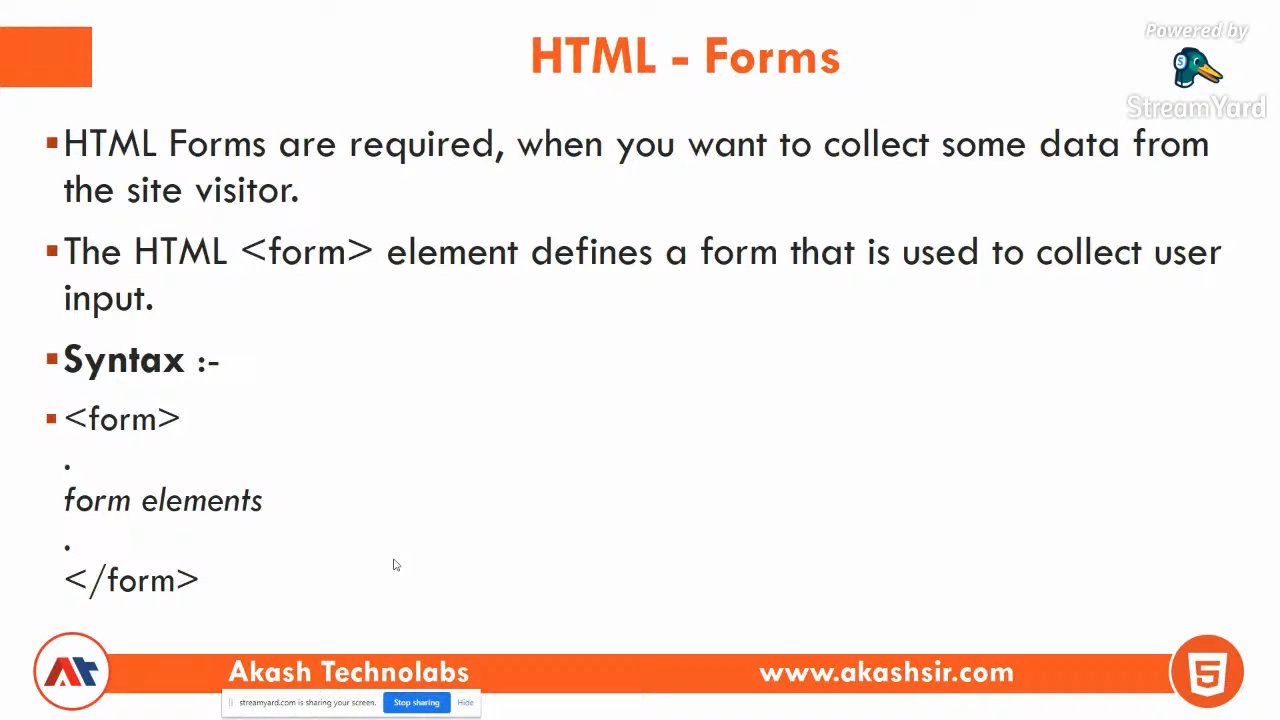 HTML - Forms
Powered by
StreamYard
▪HTML Forms are required, when you want to collect some data from
the site visitor.
▪The HTML <form> element defines a form that is used to collect user
input.
▪Syntax :-
▪<form>
.
form elements
.
</form>
Akash Technolabs
www.akashsir.com
streamyard.com is sharing your screen.
Stop sharing
Hide